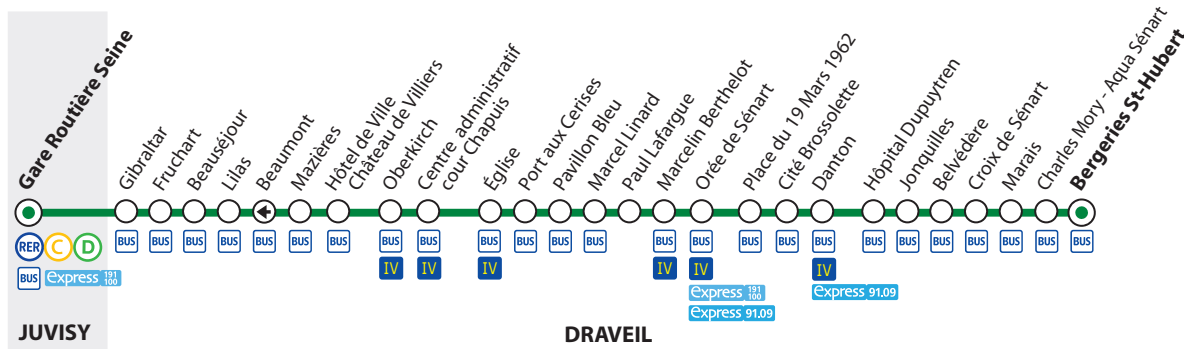 Gare Routière Seine
Gibraltar
Fruchart
Beauséjour
Lilas
Beaumont
Mazières
Hôtel de Ville
Château de Villiers
Oberkirch
Centre administratif
cour Chapuis
Église
Port aux Cerises
Pavillon Bleu
Marcel Linard
Paul Lafargue
Marcelin Berthelot
Orée de Sénart
Place du 19 Mars 1962
Cité Brossolette
Danton
Hôpital Dupuytren
Jonquilles
Belvédère
Croix de Sénart
Marais
Charles Mory - Aqua Sénart
Bergeries St-Hubert
RER C D BUS BUS BUS BUS BUS BUS BUS BUS BUS BUS BUS BUS BUS BUS BUS BUS BUS BUS BUS BUS BUS BUS BUS BUS BUS
IV IV IV IV IV IV
BUS express 191 100
express 191 100
express 91.09
express 91.09
JUVISY
DRAVEIL